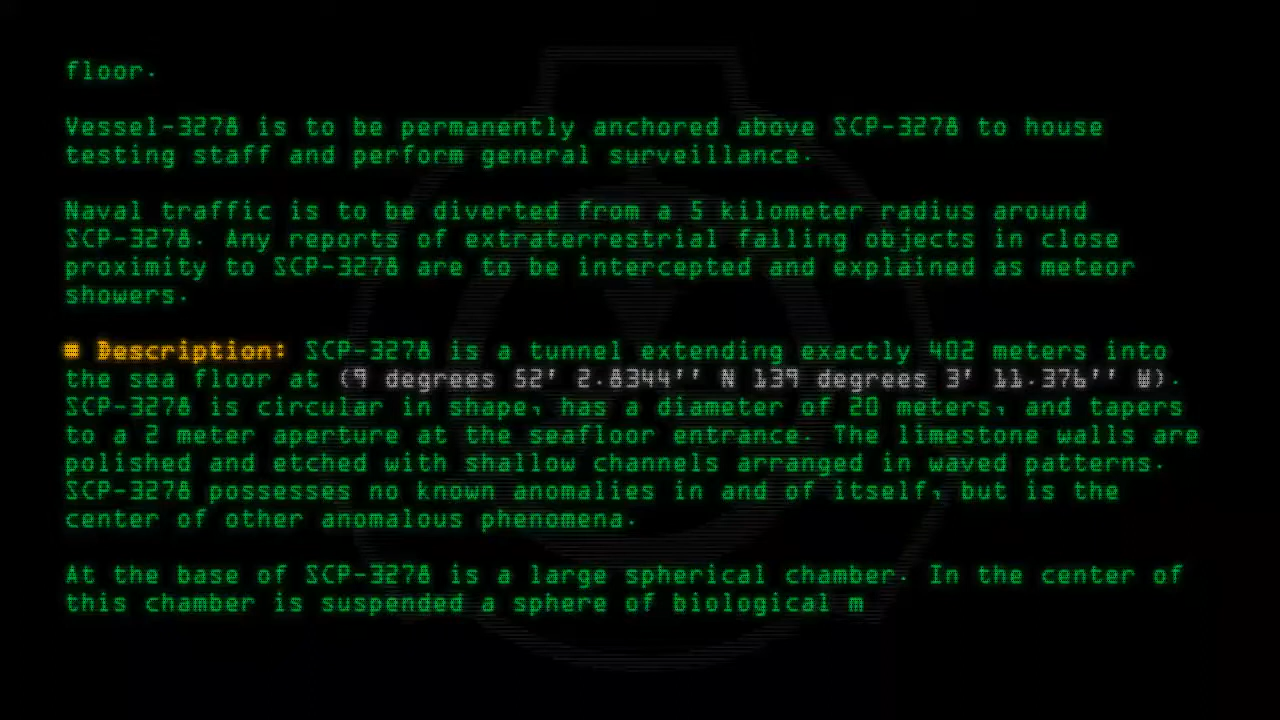 floor.
Vessel-3278 is to be permanently anchored above SCP-3278 to house
testing staff and perform general surveillance.
Naval traffic is to be diverted from a 5 kilometer radius around
SCP-3278. Any reports of extraterrestrial falling objects in close
proximity to SCP-3278 are to be intercepted and explained as meteor
showers.
■ Description: SCP-3278 is a tunnel extending exactly 402 meters into
the sea floor at (9 degrees 52' 2.8344'' N 139 degrees 3' 11.376'' W).
SCP-3278 is circular in shape, has a diameter of 20 meters, and tapers
to a 2 meter aperture at the seafloor entrance. The limestone walls are
polished and etched with shallow channels arranged in waved patterns.
SCP-3278 possesses no known anomalies in and of itself, but is the
center of other anomalous phenomena.
At the base of SCP-3278 is a large spherical chamber. In the center of
this chamber is suspended a sphere of biological m